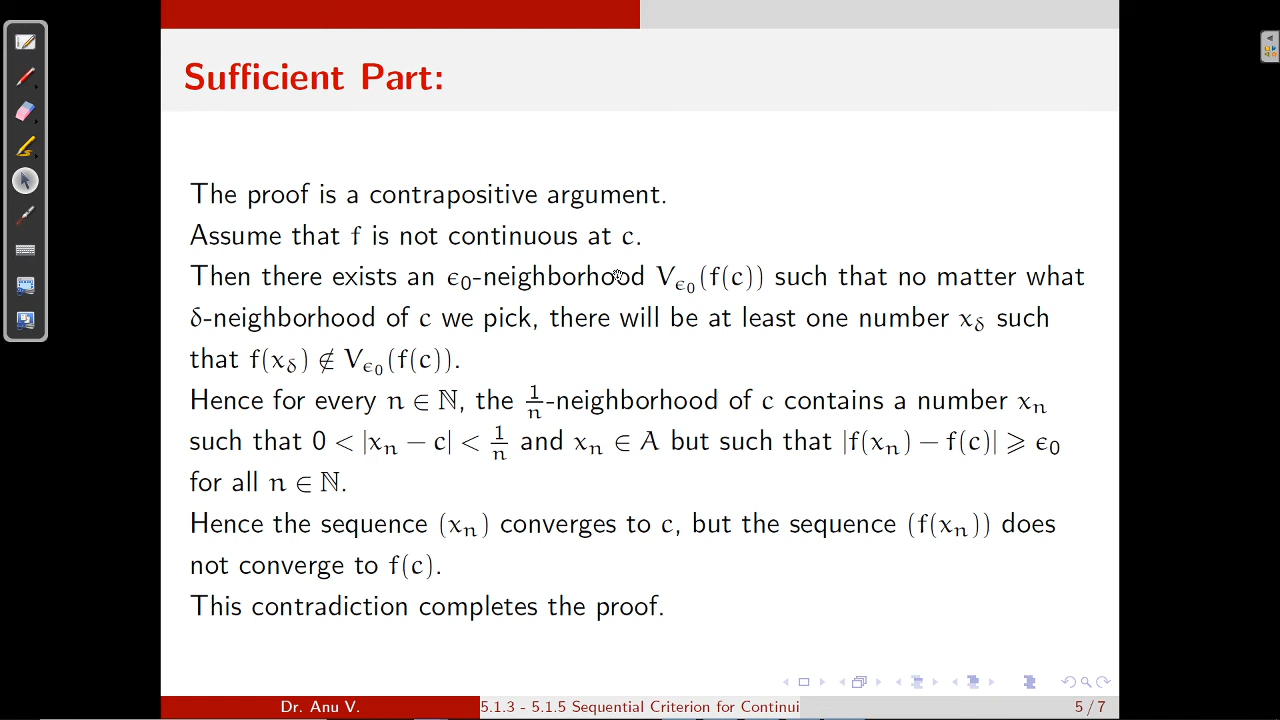 Sufficient Part:
The proof is a contrapositive argument.
Assume that f is not continuous at c.
Then there exists an ϵ₀-neighborhood V_ϵ₀(f(c)) such that no matter what
δ-neighborhood of c we pick, there will be at least one number x_δ such
that f(x_δ) ∉ V_ϵ₀(f(c)).
Hence for every n ∈ ℕ, the 1/n-neighborhood of c contains a number xₙ
such that 0 < |xₙ − c| < 1/n and xₙ ∈ A but such that |f(xₙ) − f(c)| ⩾ ϵ₀
for all n ∈ ℕ.
Hence the sequence (xₙ) converges to c, but the sequence (f(xₙ)) does
not converge to f(c).
This contradiction completes the proof.
Dr. Anu V. 5.1.3 - 5.1.5 Sequential Criterion for Continui 5 / 7